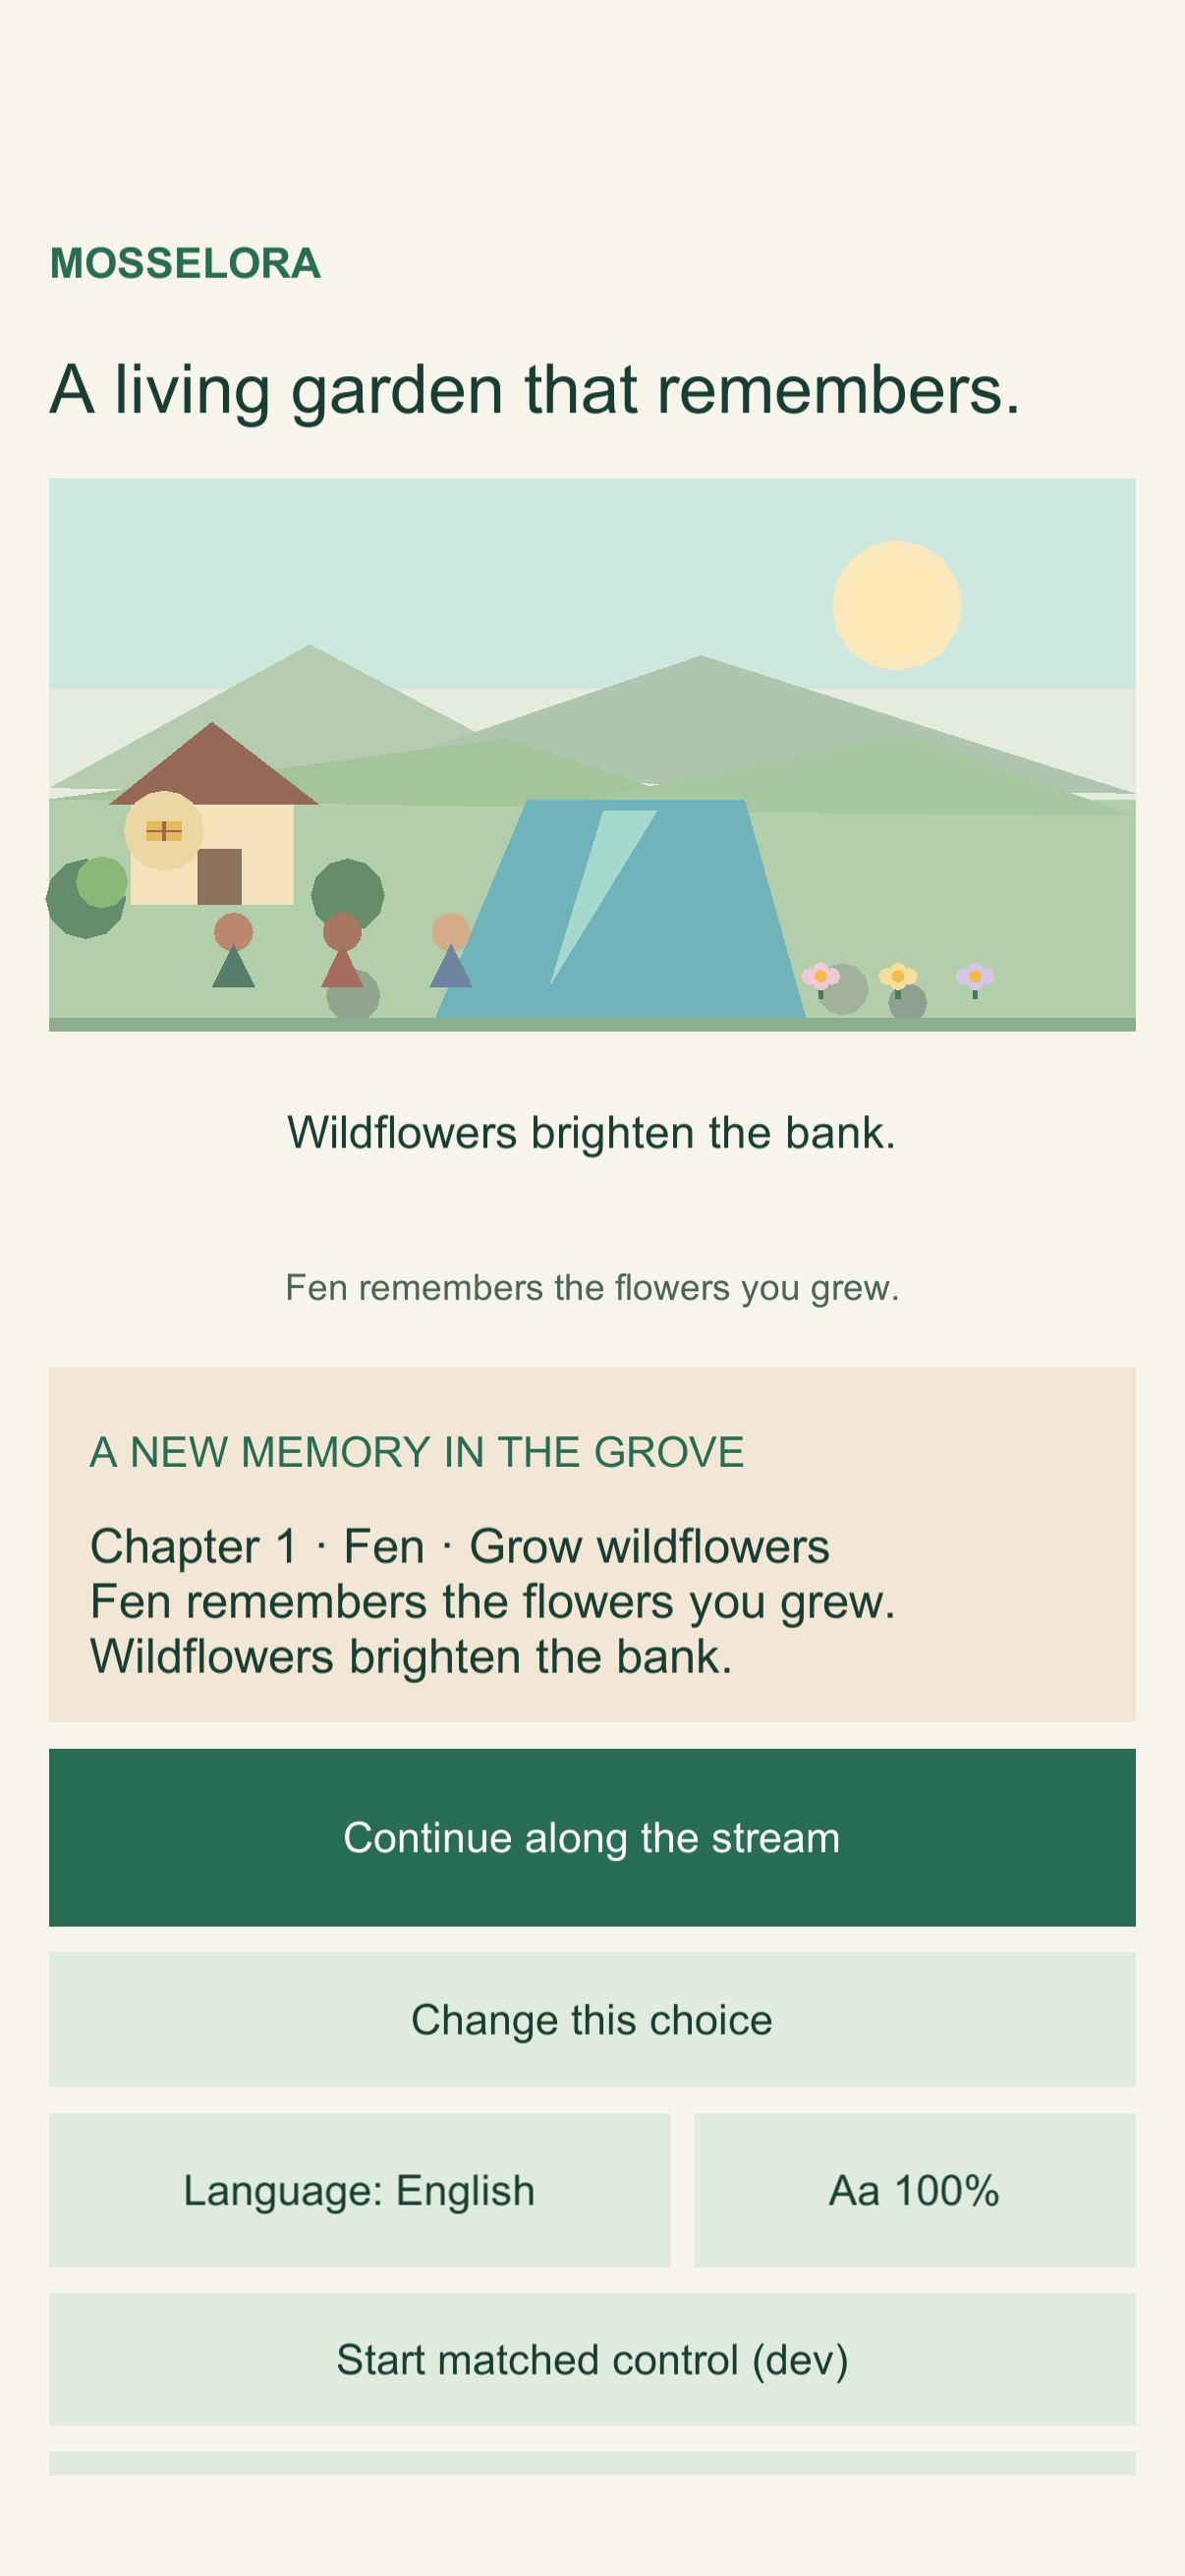 MOSSELORA
A living garden that remembers.
Wildflowers brighten the bank.
Fen remembers the flowers you grew.
A NEW MEMORY IN THE GROVE
Chapter 1 · Fen · Grow wildflowers
Fen remembers the flowers you grew.
Wildflowers brighten the bank.
Continue along the stream
Change this choice
Language: English
Aa 100%
Start matched control (dev)